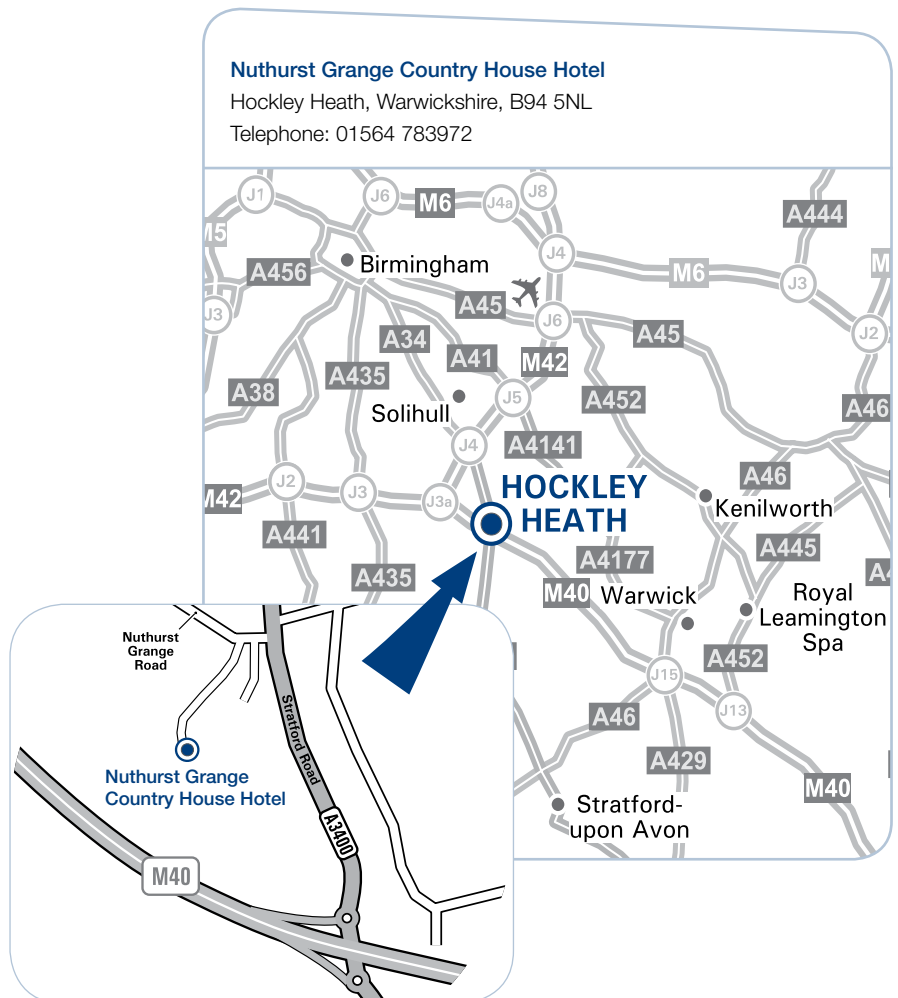 Nuthurst Grange Country House Hotel
Hockley Heath, Warwickshire, B94 5NL
Telephone: 01564 783972
J1
J6
M6
J4a
J8
A444
J4
A456
Birmingham
M6
J3
J3
A45
J6
A45
J2
A34
A41
M42
A38
A435
J5
A452
A46
Solihull
J4
A4141
A46
J2
J3
J3a
M42
HOCKLEY
HEATH
Kenilworth
A441
A445
A4177
A435
M40
Warwick
Royal
Leamington
Spa
A452
J15
J13
A46
A429
M40
Stratford-
upon Avon
Nuthurst
Grange
Road
Stratford Road
Nuthurst Grange
Country House Hotel
A3400
M40